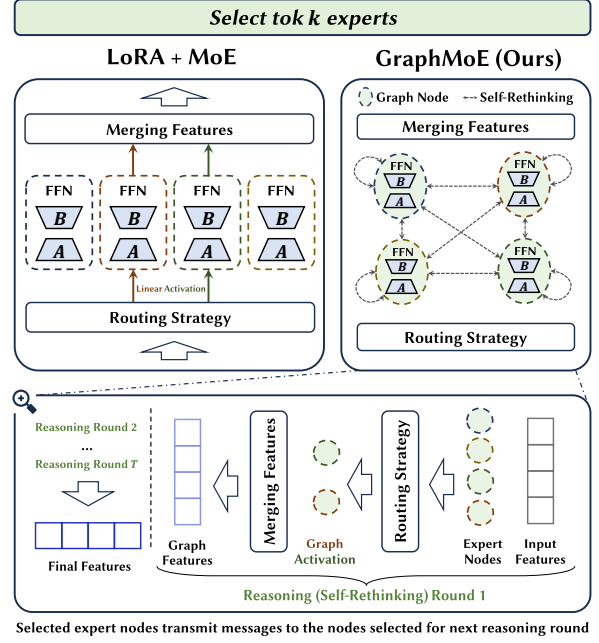 Select tok k experts
LoRA + MoE
GraphMoE (Ours)
Merging Features
FFN
B
A
FFN
B
A
FFN
B
A
FFN
B
A
Linear Activation
Routing Strategy
Graph Node
Self-Rethinking
Merging Features
FFN
B
A
FFN
B
A
FFN
B
A
FFN
B
A
Routing Strategy
Reasoning Round 2
...
Reasoning Round T
Final Features
Graph
Features
Merging Features
Graph
Activation
Routing Strategy
Expert
Nodes
Input
Features
Reasoning (Self-Rethinking) Round 1
Selected expert nodes transmit messages to the nodes selected for next reasoning round